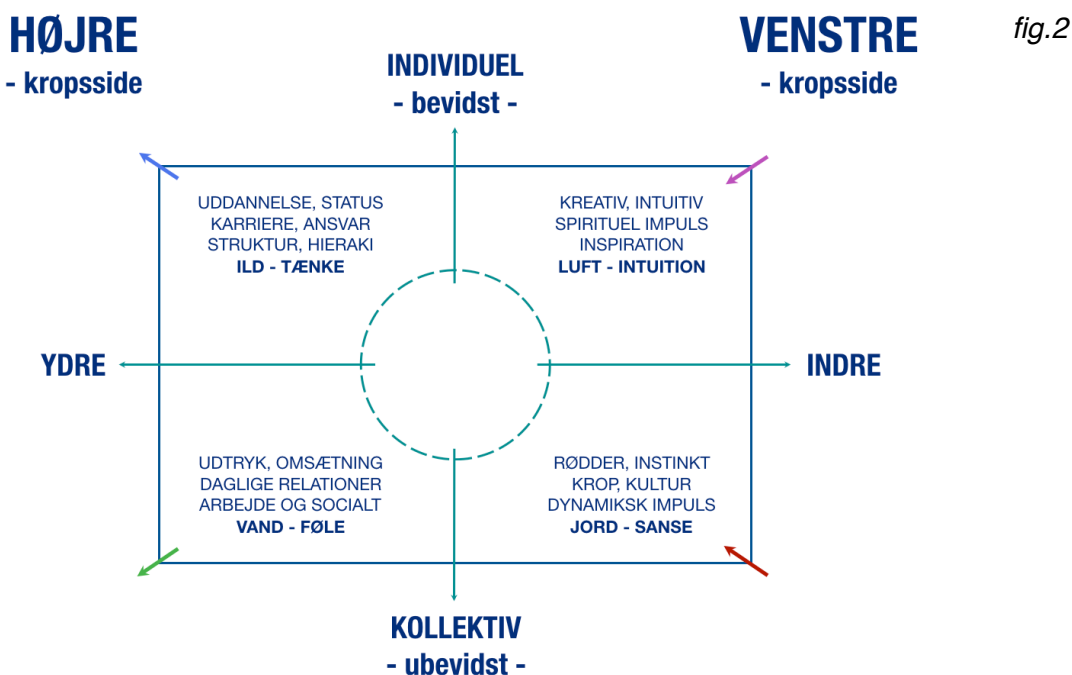 HØJRE
- kropsside
VENSTRE
- kropsside
fig.2
INDIVIDUEL
- bevidst -
UDDANNELSE, STATUS
KARRIERE, ANSVAR
STRUKTUR, HIERAKI
ILD - TÆNKE
KREATIV, INTUITIV
SPIRITUEL IMPULS
INSPIRATION
LUFT - INTUITION
YDRE
INDRE
UDTRYK, OMSÆTNING
DAGLIGE RELATIONER
ARBEJDE OG SOCIALT
VAND - FØLE
RØDDER, INSTINKT
KROP, KULTUR
DYNAMIKSK IMPULS
JORD - SANSE
KOLLEKTIV
- ubevidst -